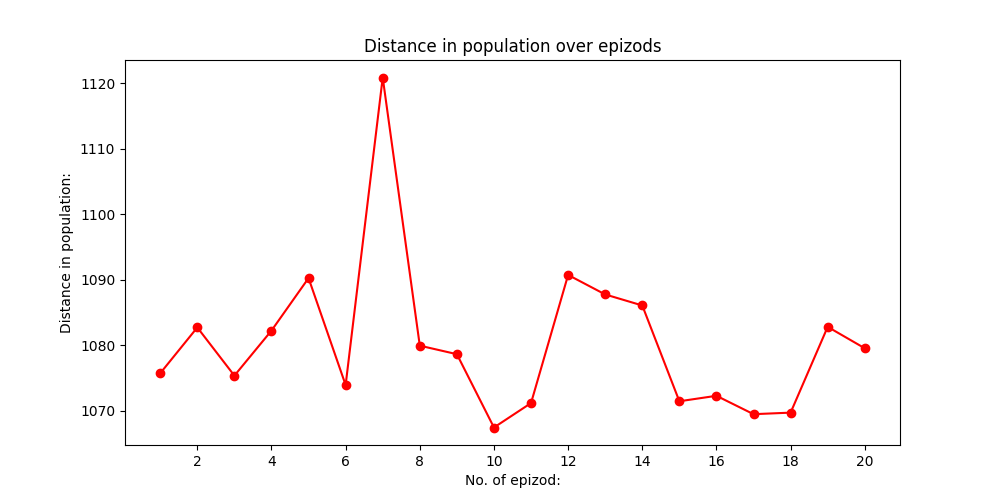 Distance in population over epizods
Distance in population:
1120
1110
1100
1090
1080
1070
2 4 6 8 10 12 14 16 18 20
No. of epizod: